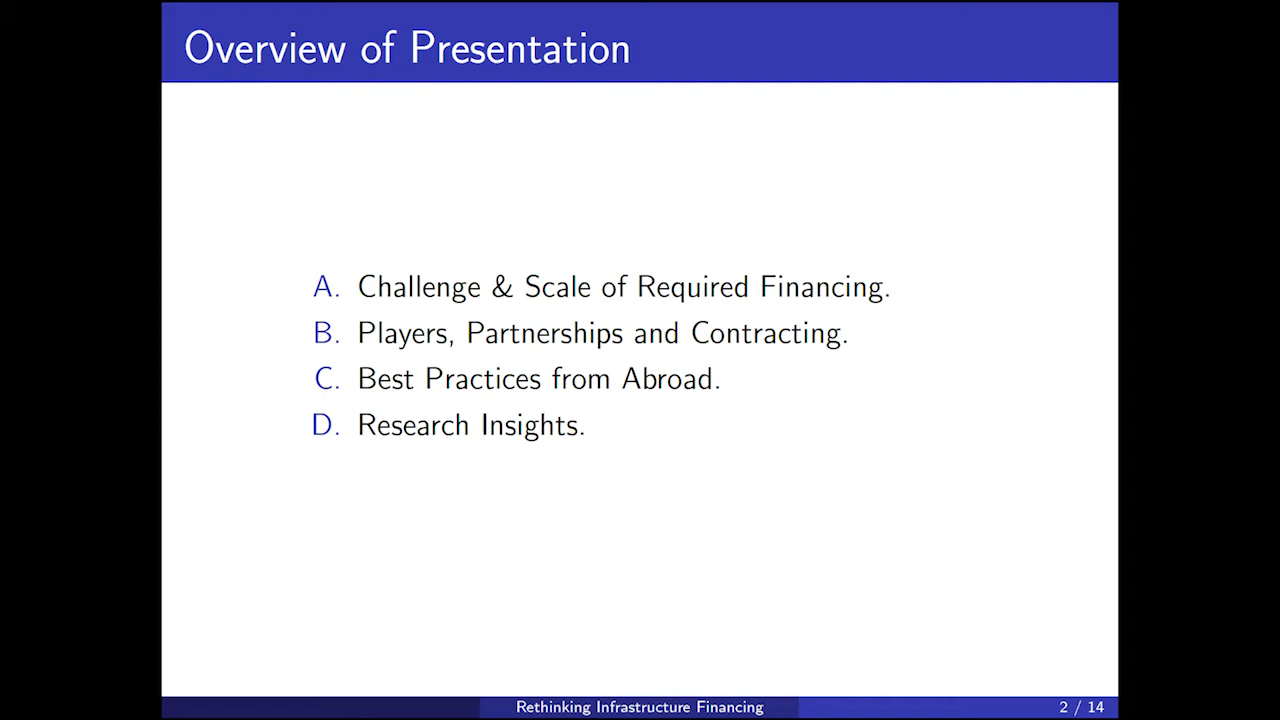 Overview of Presentation
A. Challenge & Scale of Required Financing.
B. Players, Partnerships and Contracting.
C. Best Practices from Abroad.
D. Research Insights.
Rethinking Infrastructure Financing
2 / 14